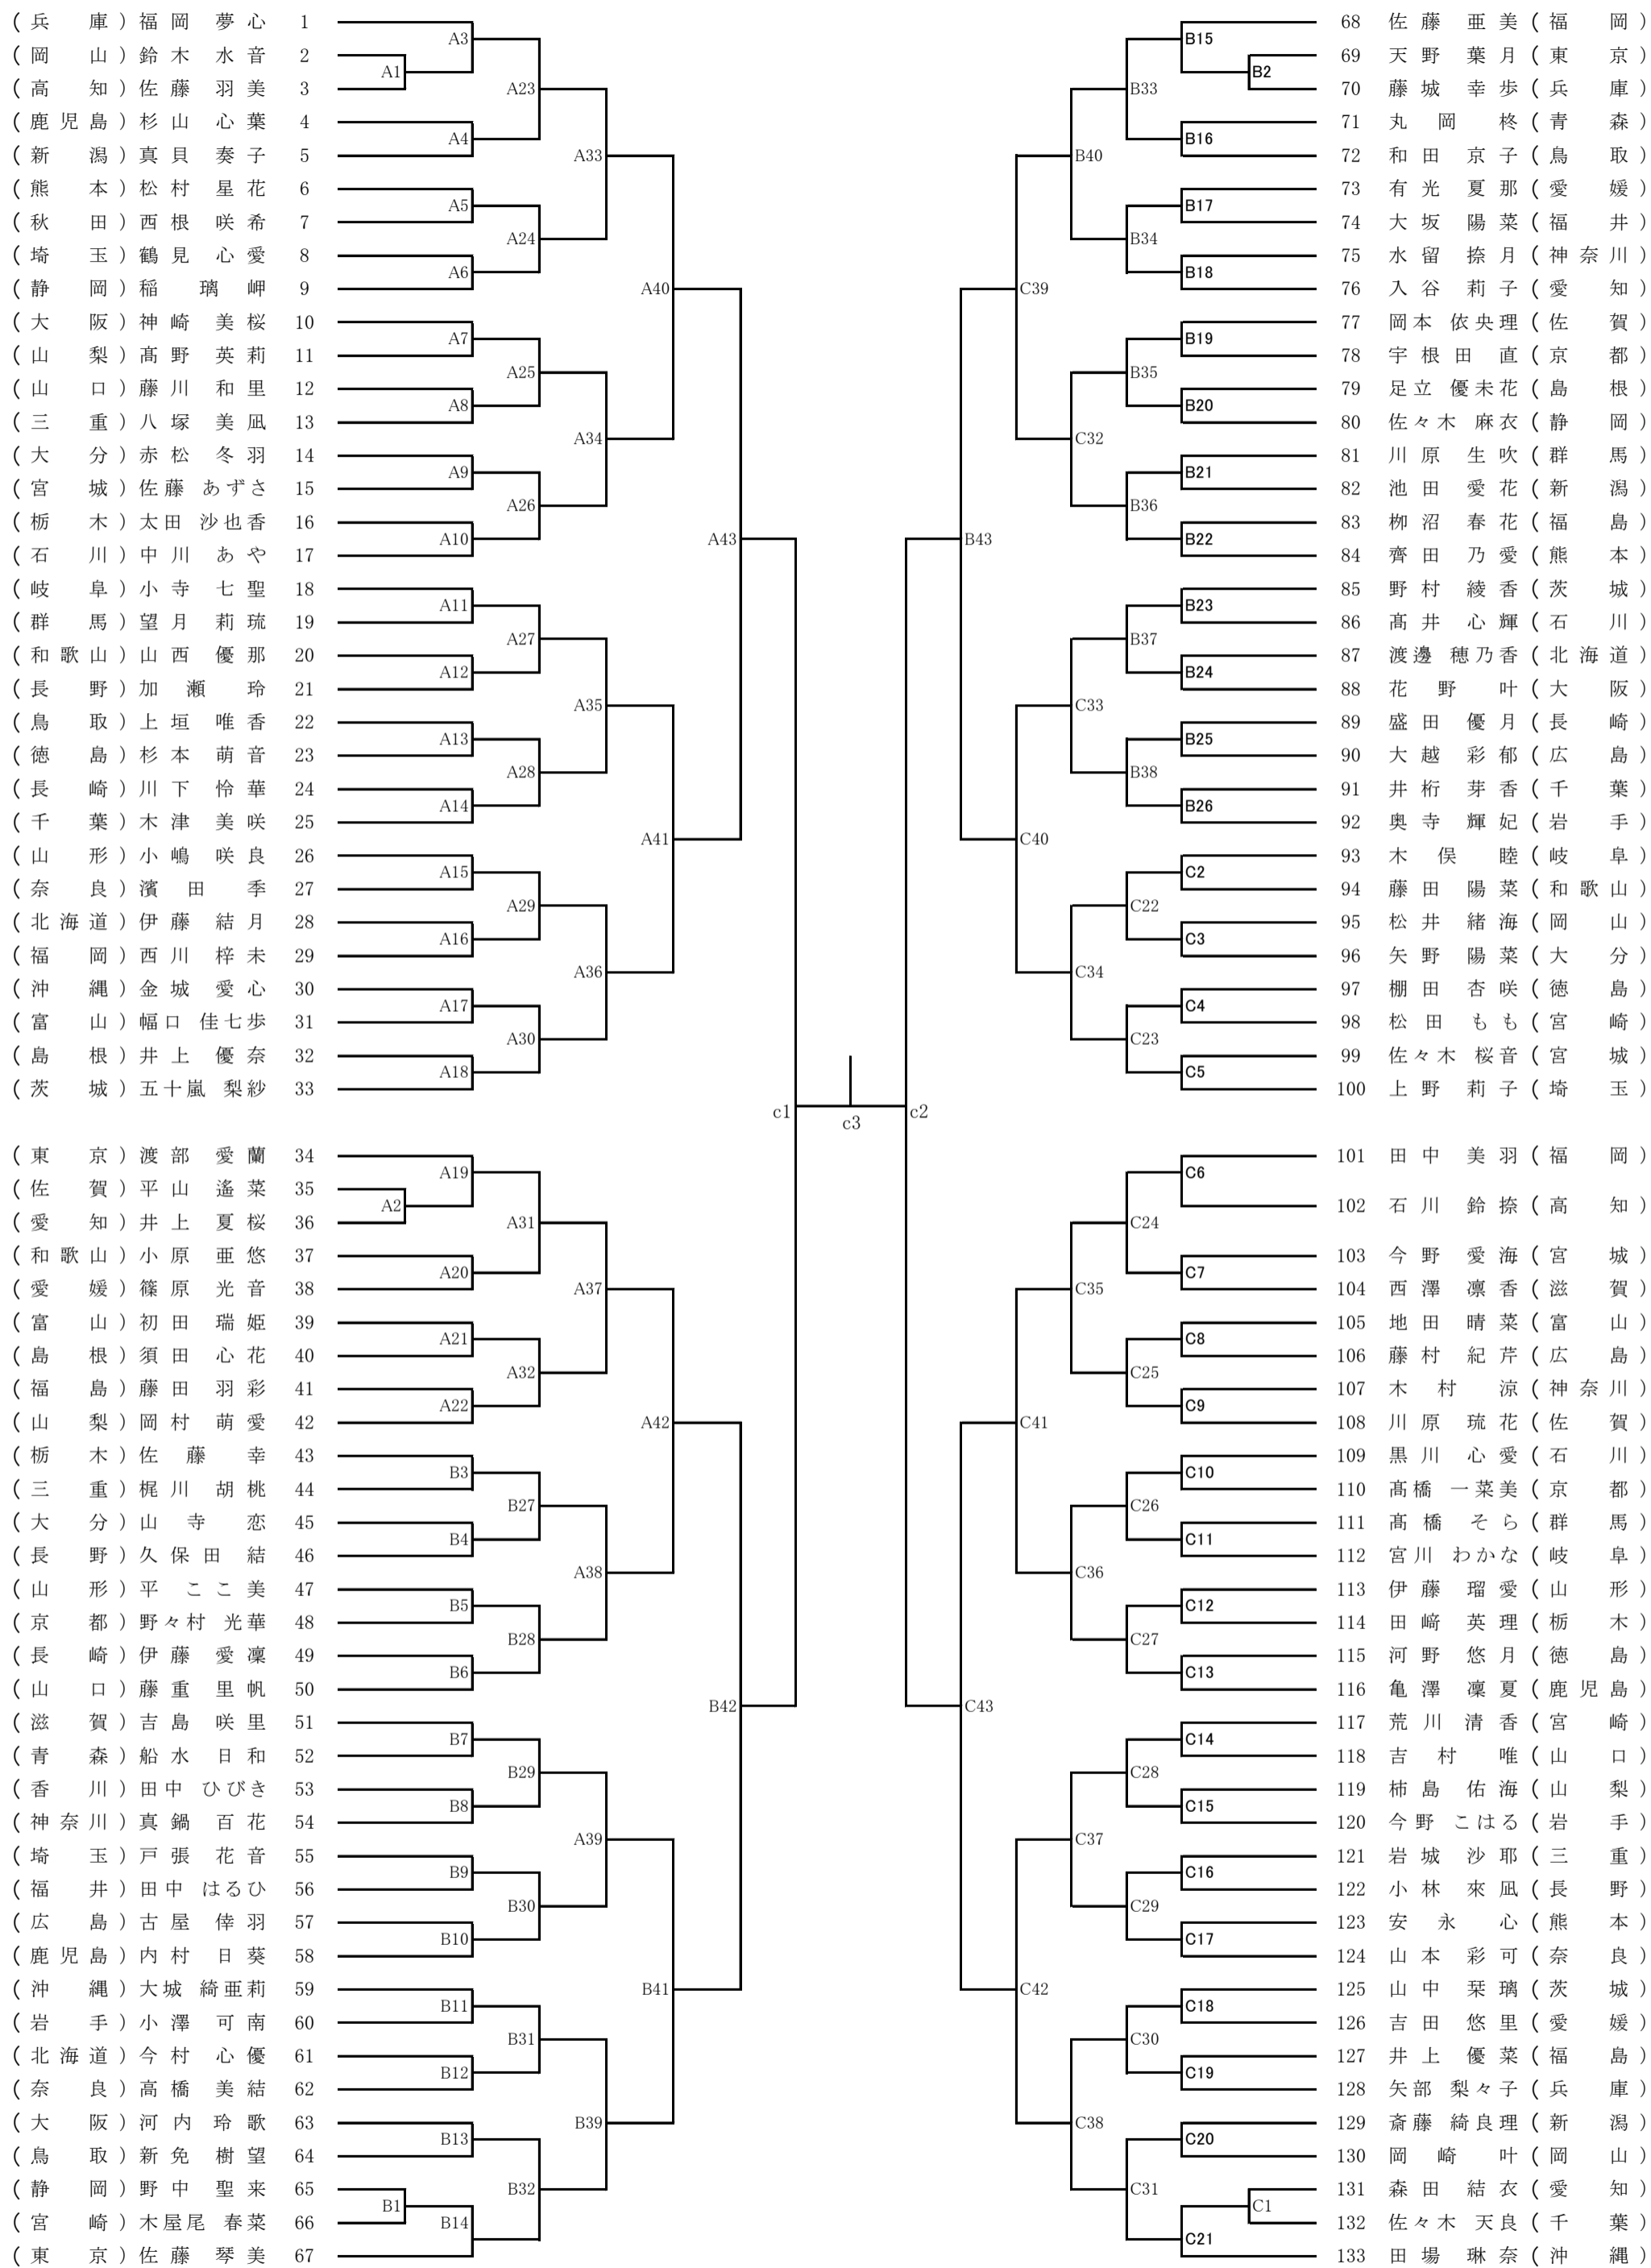 (兵庫)福岡 夢心 1
(岡山)鈴木 水音 2
(高知)佐藤 羽美 3
(鹿児島)杉山 心葉 4
(新潟)真貝 奏子 5
(熊本)松村 星花 6
(秋田)西根 咲希 7
(埼玉)鶴見 心愛 8
(静岡)稲 璃岬 9
(大阪)神崎 美桜 10
(山梨)髙野 英莉 11
(山口)藤川 和里 12
(三重)八塚 美凪 13
(大分)赤松 冬羽 14
(宮城)佐藤 あずさ 15
(栃木)太田 沙也香 16
(石川)中川 あや 17
(岐阜)小寺 七聖 18
(群馬)望月 莉琉 19
(和歌山)山西 優那 20
(長野)加瀬 玲 21
(鳥取)上垣 唯香 22
(徳島)杉本 萌音 23
(長崎)川下 怜華 24
(千葉)木津 美咲 25
(山形)小嶋 咲良 26
(奈良)濱田 季 27
(北海道)伊藤 結月 28
(福岡)西川 梓未 29
(沖縄)金城 愛心 30
(富山)幅口 佳七歩 31
(島根)井上 優奈 32
(茨城)五十嵐 梨紗 33
(東京)渡部 愛蘭 34
(佐賀)平山 遙菜 35
(愛知)井上 夏桜 36
(和歌山)小原 亜悠 37
(愛媛)篠原 光音 38
(富山)初田 瑞姫 39
(島根)須田 心花 40
(福島)藤田 羽彩 41
(山梨)岡村 萌愛 42
(栃木)佐藤 幸 43
(三重)梶川 胡桃 44
(大分)山寺 恋 45
(長野)久保田 結 46
(山形)平 ここ美 47
(京都)野々村 光華 48
(長崎)伊藤 愛凜 49
(山口)藤重 里帆 50
(滋賀)吉島 咲里 51
(青森)船水 日和 52
(香川)田中 ひびき 53
(神奈川)真鍋 百花 54
(埼玉)戸張 花音 55
(福井)田中 はるひ 56
(広島)古屋 倖羽 57
(鹿児島)内村 日葵 58
(沖縄)大城 綺亜莉 59
(岩手)小澤 可南 60
(北海道)今村 心優 61
(奈良)高橋 美結 62
(大阪)河内 玲歌 63
(鳥取)新免 樹望 64
(静岡)野中 聖来 65
(宮崎)木屋尾 春菜 66
(東京)佐藤 琴美 67
A1
A2
B1
A3
A4
A5
A6
A7
A8
A9
A10
A11
A12
A13
A14
A15
A16
A17
A18
A19
A20
A21
A22
B3
B4
B5
B6
B7
B8
B9
B10
B11
B12
B13
B14
A23
A24
A25
A26
A27
A28
A29
A30
A31
A32
B27
B28
B29
B30
B31
B32
A33
A34
A35
A36
A37
A38
A39
B39
A40
A41
A42
B41
A43
B42
c1
c3
c2
B43
C43
C39
C40
C41
C42
B40
C32
C33
C34
C35
C36
C37
C38
B33
B34
B35
B36
B37
B38
C22
C23
C24
C25
C26
C27
C28
C29
C30
C31
B15
B16
B17
B18
B19
B20
B21
B22
B23
B24
B25
B26
C2
C3
C4
C5
C6
C7
C8
C9
C10
C11
C12
C13
C14
C15
C16
C17
C18
C19
C20
C21
B2
C1
68 佐藤 亜美(福岡)
69 天野 葉月(東京)
70 藤城 幸歩(兵庫)
71 丸岡 柊(青森)
72 和田 京子(鳥取)
73 有光 夏那(愛媛)
74 大坂 陽菜(福井)
75 水留 捺月(神奈川)
76 入谷 莉子(愛知)
77 岡本 依央理(佐賀)
78 宇根田 直(京都)
79 足立 優未花(島根)
80 佐々木 麻衣(静岡)
81 川原 生吹(群馬)
82 池田 愛花(新潟)
83 栁沼 春花(福島)
84 齊田 乃愛(熊本)
85 野村 綾香(茨城)
86 髙井 心輝(石川)
87 渡邊 穂乃香(北海道)
88 花野 叶(大阪)
89 盛田 優月(長崎)
90 大越 彩郁(広島)
91 井桁 芽香(千葉)
92 奥寺 輝妃(岩手)
93 木俣 睦(岐阜)
94 藤田 陽菜(和歌山)
95 松井 緒海(岡山)
96 矢野 陽菜(大分)
97 棚田 杏咲(徳島)
98 松田 もも(宮崎)
99 佐々木 桜音(宮城)
100 上野 莉子(埼玉)
101 田中 美羽(福岡)
102 石川 鈴捺(高知)
103 今野 愛海(宮城)
104 西澤 凛香(滋賀)
105 地田 晴菜(富山)
106 藤村 紀芹(広島)
107 木村 涼(神奈川)
108 川原 琉花(佐賀)
109 黒川 心愛(石川)
110 髙橋 一菜美(京都)
111 髙橋 そら(群馬)
112 宮川 わかな(岐阜)
113 伊藤 瑠愛(山形)
114 田﨑 英理(栃木)
115 河野 悠月(徳島)
116 亀澤 凜夏(鹿児島)
117 荒川 清香(宮崎)
118 吉村 唯(山口)
119 柿島 佑海(山梨)
120 今野 こはる(岩手)
121 岩城 沙耶(三重)
122 小林 來凪(長野)
123 安永 心(熊本)
124 山本 彩可(奈良)
125 山中 栞璃(茨城)
126 吉田 悠里(愛媛)
127 井上 優菜(福島)
128 矢部 梨々子(兵庫)
129 斎藤 綺良理(新潟)
130 岡崎 叶(岡山)
131 森田 結衣(愛知)
132 佐々木 天良(千葉)
133 田場 琳奈(沖縄)